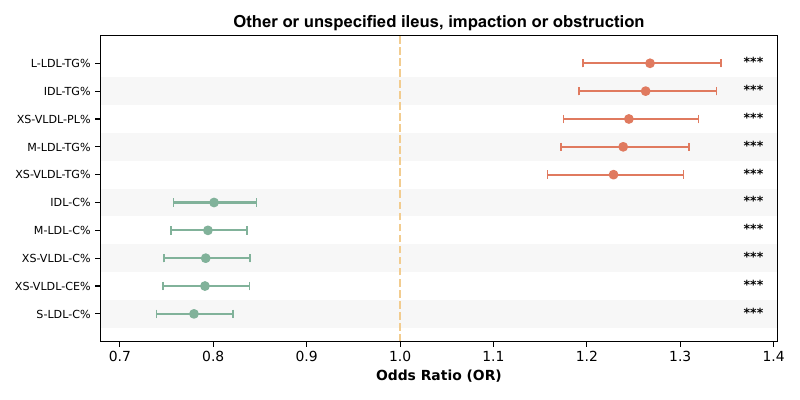 Other or unspecified ileus, impaction or obstruction
L-LDL-TG% ***
IDL-TG% ***
XS-VLDL-PL% ***
M-LDL-TG% ***
XS-VLDL-TG% ***
IDL-C% ***
M-LDL-C% ***
XS-VLDL-C% ***
XS-VLDL-CE% ***
S-LDL-C% ***
0.7 0.8 0.9 1.0 1.1 1.2 1.3 1.4
Odds Ratio (OR)